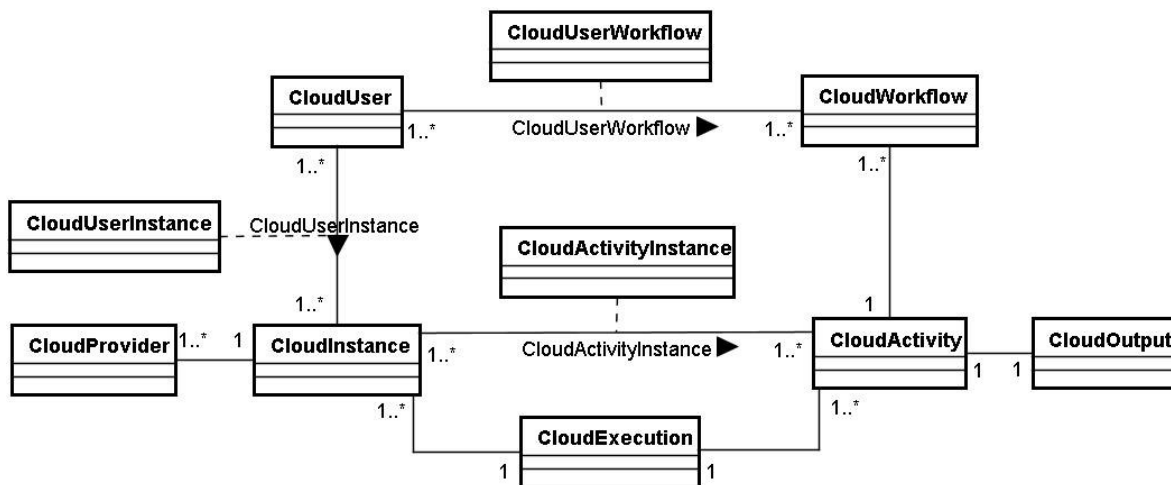 CloudUserWorkflow
CloudUser
CloudWorkflow
1..*
CloudUserWorkflow
1..*
1..*
1..*
CloudUserInstance
CloudUserInstance
CloudActivityInstance
1..*
1
CloudProvider
1..*
1
CloudInstance
1..*
CloudActivityInstance
1..*
CloudActivity
1
1
CloudOutput
1..*
1..*
CloudExecution
1
1